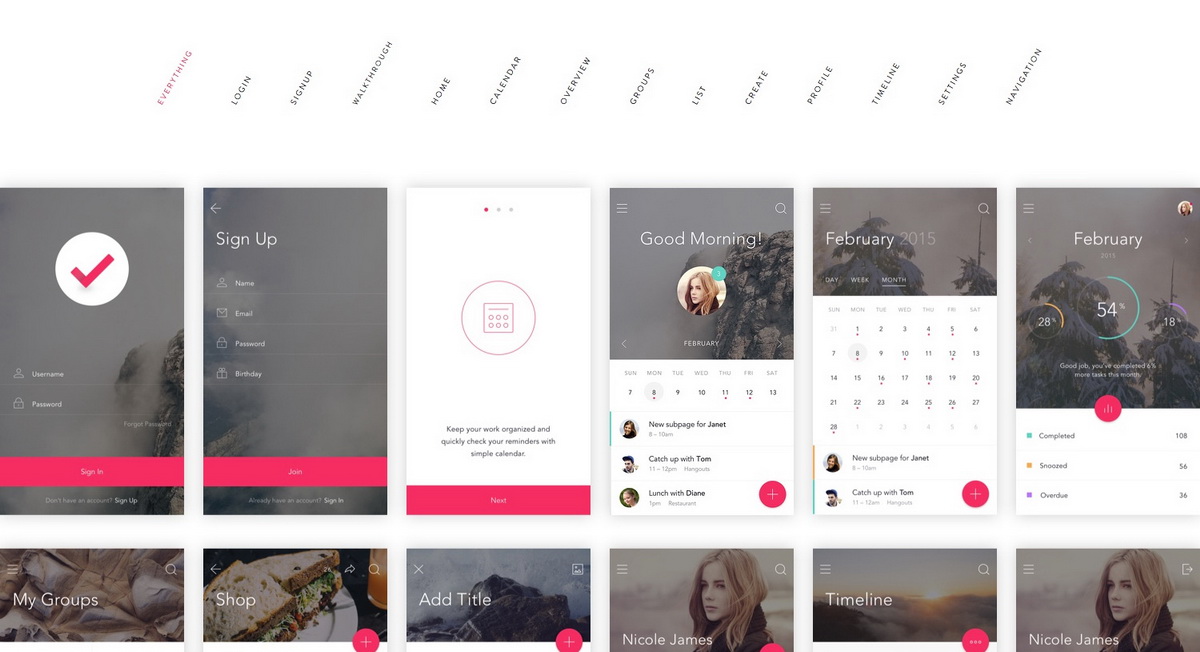 EVERYTHING
LOGIN
SIGNUP
WALKTHROUGH
HOME
CALENDAR
OVERVIEW
GROUPS
LIST
CREATE
PROFILE
TIMELINE
SETTINGS
NAVIGATION
Username
Password
Forgot Password
Sign In
Don't have an account? Sign Up
Sign Up
Name
Email
Password
Birthday
Join
Already have an account? Sign In
Keep your work organized and
quickly check your reminders with
simple calendar.
Next
Good Morning!
3
FEBRUARY
SUN MON TUE WED THU FRI SAT
7 8 9 10 11 12 13
New subpage for Janet
8 – 10am
Catch up with Tom
11 – 12pm Hangouts
Lunch with Diane
1pm Restaurant
February 2015
DAY WEEK MONTH
SUN MON TUE WED THU FRI SAT
31 1 2 3 4 5 6
7 8 9 10 11 12 13
14 15 16 17 18 19 20
21 22 23 24 25 26 27
28 1 2 3 4 5 6
New subpage for Janet
8 – 10am
Catch up with Tom
11 – 12am Hangouts
February
2015
28%
54%
18%
Good job, you've completed 6%
more tasks this month.
Completed 108
Snoozed 56
Overdue 36
My Groups
Shop
Add Title
Nicole James
Timeline
Nicole James